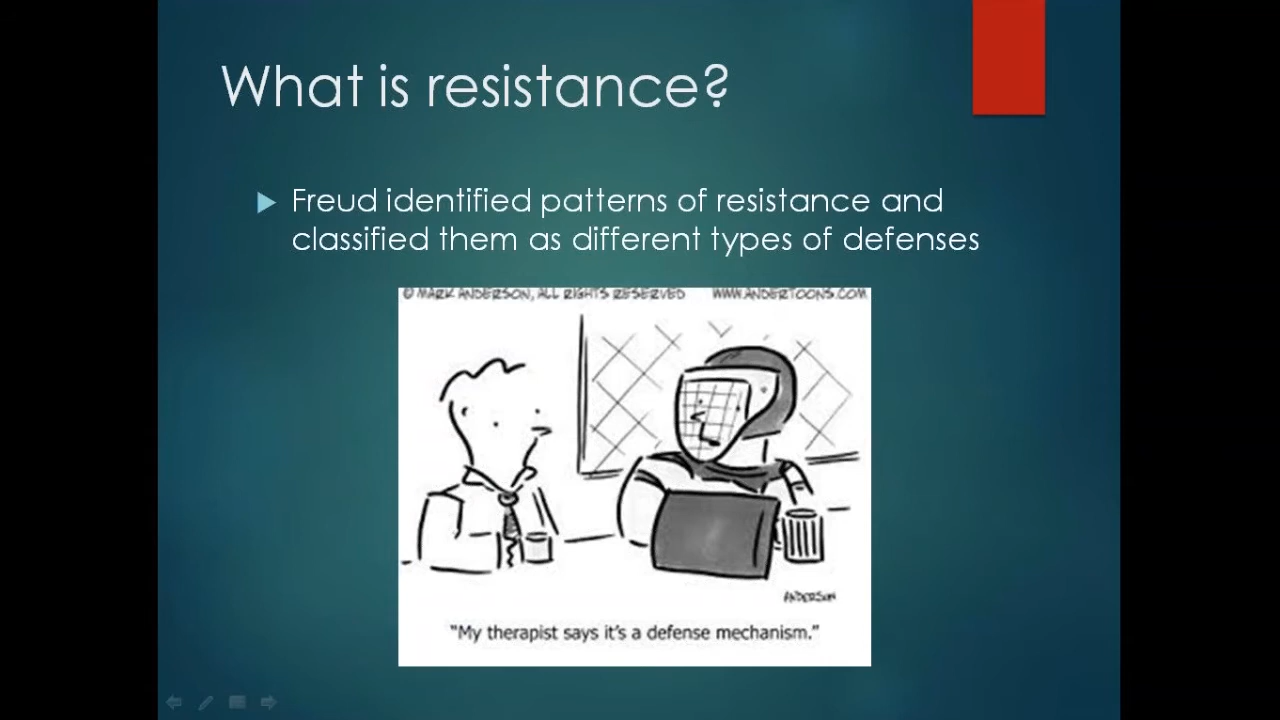 What is resistance?
Freud identified patterns of resistance and
classified them as different types of defenses
© MARK ANDERSON, ALL RIGHTS RESERVED WWW.ANDERTOONS.COM
ANDERSON
"My therapist says it's a defense mechanism."